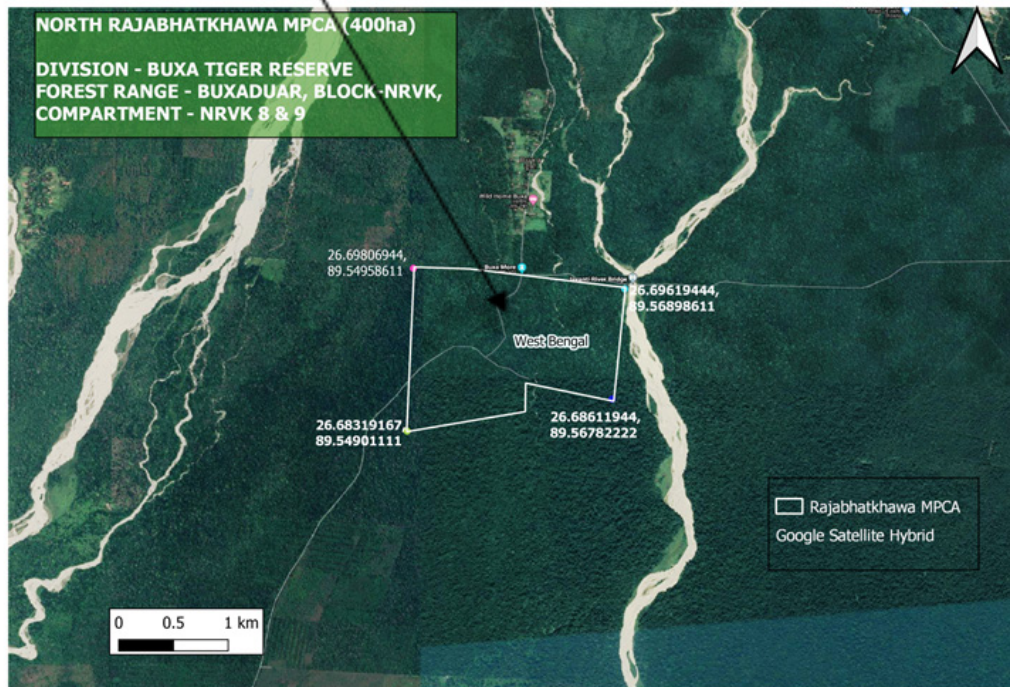 NORTH RAJABHATKHAWA MPCA (400ha)
DIVISION - BUXA TIGER RESERVE
FOREST RANGE - BUXADUAR, BLOCK-NRVK,
COMPARTMENT - NRVK 8 & 9
26.69806944,
89.54958611
Buxa More
River Bridge
26.69619444,
89.56898611
West Bengal
26.68319167,
89.54901111
26.68611944,
89.56782222
Rajabhatkhawa MPCA
Google Satellite Hybrid
0 0.5 1 km